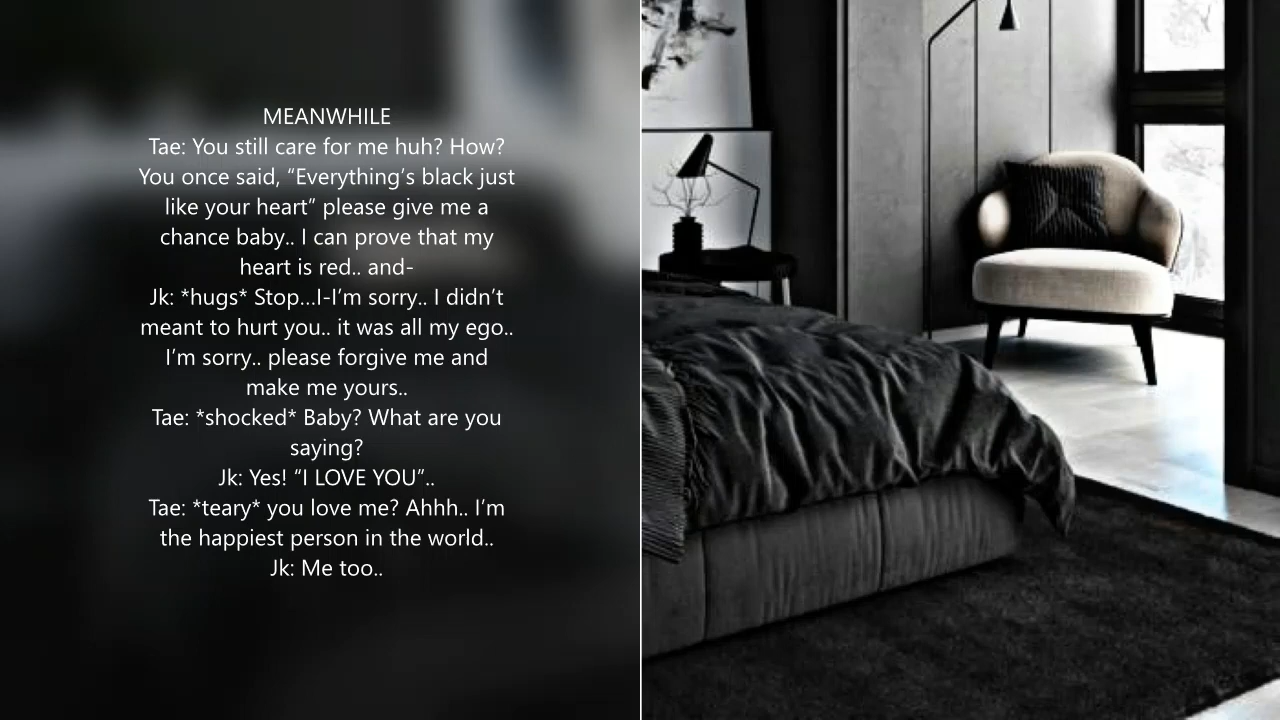 MEANWHILE
Tae: You still care for me huh? How?
You once said, “Everything’s black just
like your heart” please give me a
chance baby.. I can prove that my
heart is red.. and-
Jk: *hugs* Stop...I-I’m sorry.. I didn’t
meant to hurt you.. it was all my ego..
I’m sorry.. please forgive me and
make me yours..
Tae: *shocked* Baby? What are you
saying?
Jk: Yes! “I LOVE YOU”..
Tae: *teary* you love me? Ahhh.. I’m
the happiest person in the world..
Jk: Me too..